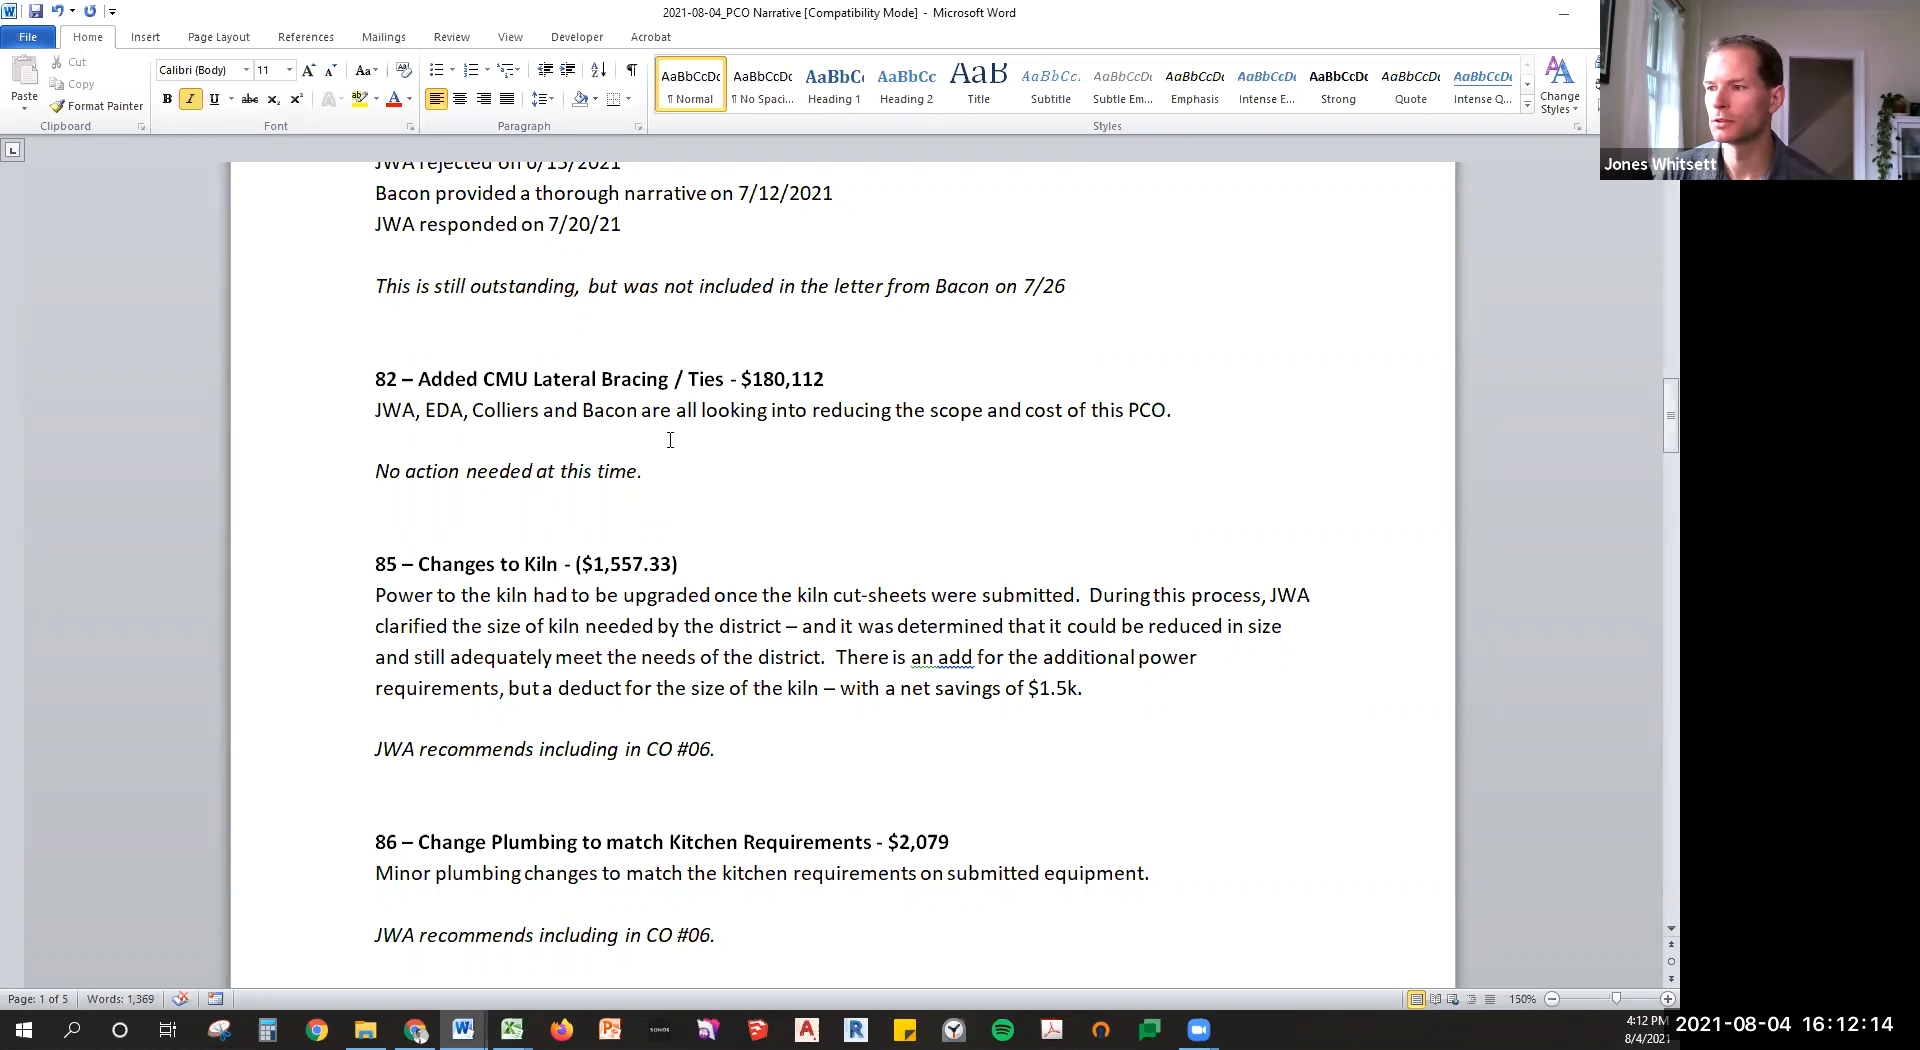 2021-08-04_PCO Narrative [Compatibility Mode] - Microsoft Word
File Home Insert Page Layout References Mailings Review View Developer Acrobat
Cut
Copy
Format Painter
Paste
Clipboard
Calibri (Body) 11
Font
Paragraph
AaBbCcDc AaBbCcDc AaBbC AaBbCc AaB AaBbCc. AaBbCcDc AaBbCcDc AaBbCcDc AaBbCcDc AaBbCcDc AaBbCcDc
¶ Normal ¶ No Spaci... Heading 1 Heading 2 Title Subtitle Subtle Em... Emphasis Intense E... Strong Quote Intense Q...
Change Styles
Styles
Jones Whitsett
JWA rejected on 6/15/2021
Bacon provided a thorough narrative on 7/12/2021
JWA responded on 7/20/21
This is still outstanding, but was not included in the letter from Bacon on 7/26
82 – Added CMU Lateral Bracing / Ties - $180,112
JWA, EDA, Colliers and Bacon are all looking into reducing the scope and cost of this PCO.
No action needed at this time.
85 – Changes to Kiln - ($1,557.33)
Power to the kiln had to be upgraded once the kiln cut-sheets were submitted. During this process, JWA
clarified the size of kiln needed by the district – and it was determined that it could be reduced in size
and still adequately meet the needs of the district. There is an add for the additional power
requirements, but a deduct for the size of the kiln – with a net savings of $1.5k.
JWA recommends including in CO #06.
86 – Change Plumbing to match Kitchen Requirements - $2,079
Minor plumbing changes to match the kitchen requirements on submitted equipment.
JWA recommends including in CO #06.
Page: 1 of 5 Words: 1,369
150%
SONOS
4:12 PM
8/4/2021
2021-08-04 16:12:14